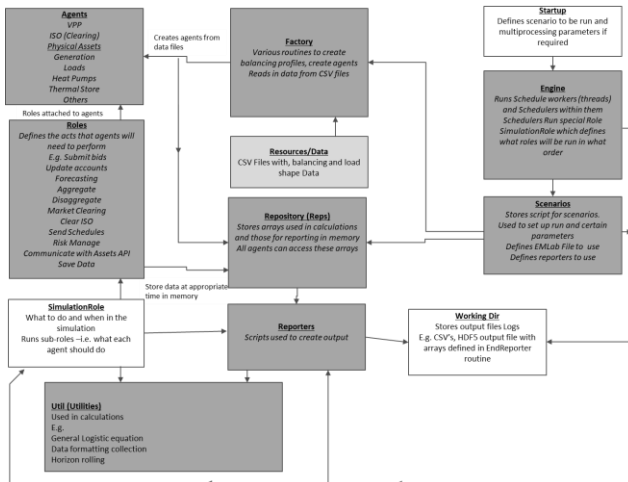 Agents
VPP
ISO (Clearing)
Physical Assets
Generation
Loads
Heat Pumps
Thermal Store
Others
Creates agents from
data files
Factory
Various routines to create
balancing profiles, create agents
Reads in data from CSV files
Startup
Defines scenario to be run and
multiprocessing parameters if
required
Engine
Runs Schedule workers (threads)
and Schedulers within them
Schedulers Run special Role
SimulationRole which defines
what roles will be run in what
order
Roles attached to agents
Roles
Defines the acts that agents will
need to perform
E.g. Submit bids
Update accounts
Forecasting
Aggregate
Disaggregate
Market Clearing
Clear ISO
Send Schedules
Risk Manage
Communicate with Assets API
Save Data
Resources/Data
CSV Files with, balancing and load
shape Data
Repository (Reps)
Stores arrays used in calculations
and those for reporting in memory
All agents can access these arrays
Scenarios
Stores script for scenarios.
Used to set up run and certain
parameters
Defines EMLab File to use
Defines reporters to use
Store data at appropriate
time in memory
SimulationRole
What to do and when in the
simulation
Runs sub-roles –i.e. what each
agent should do
Reporters
Scripts used to create output
Working Dir
Stores output files Logs
E.g. CSV's, HDF5 output file with
arrays defined in EndReporter
routine
Util (Utilities)
Used in calculations
E.g.
General Logistic equation
Data formatting collection
Horizon rolling